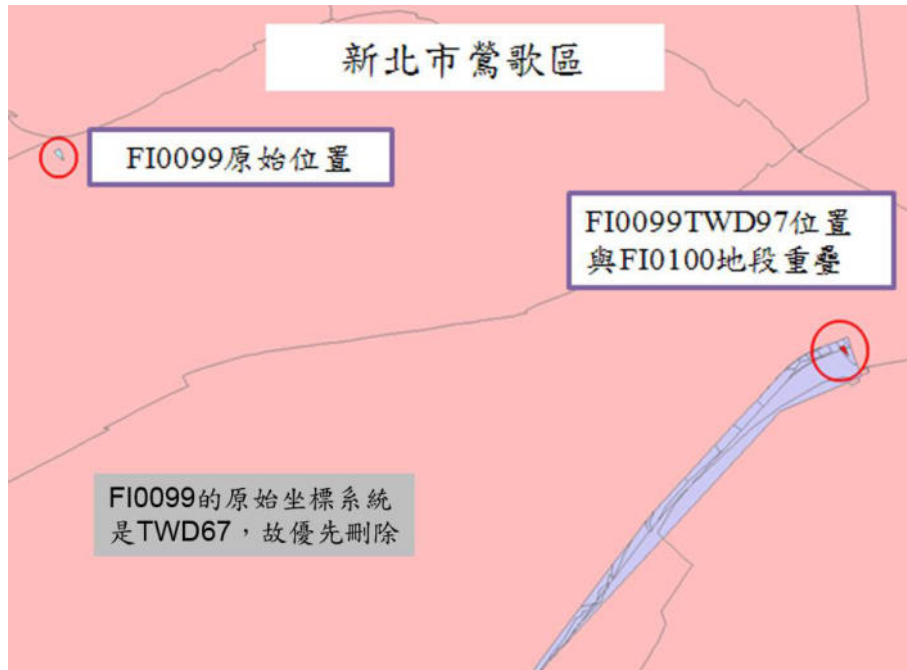 新北市鶯歌區
FI0099原始位置
FI0099TWD97位置
與FI0100地段重疊
FI0099的原始坐標系統
是TWD67，故優先刪除